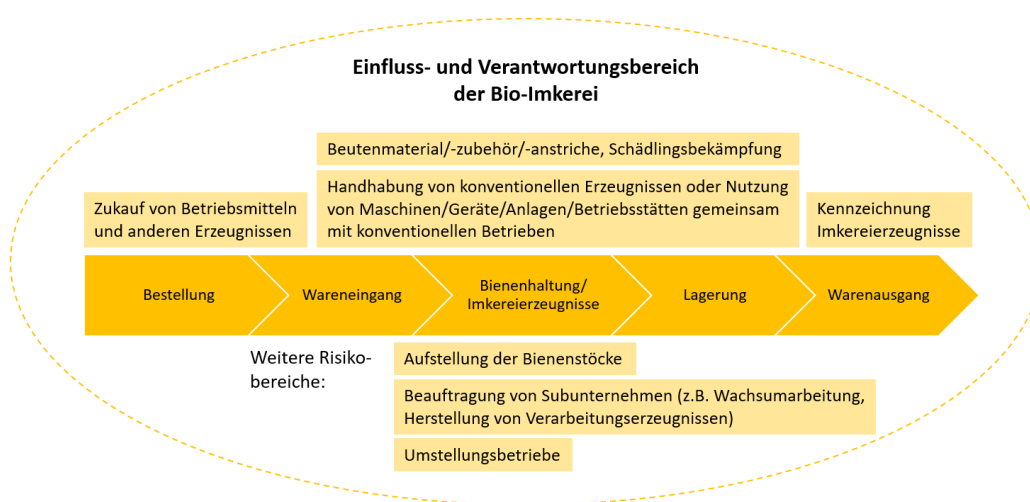 Einfluss- und Verantwortungsbereich
der Bio-Imkerei
Beutenmaterial/-zubehör/-anstriche, Schädlingsbekämpfung
Zukauf von Betriebsmitteln
und anderen Erzeugnissen
Handhabung von konventionellen Erzeugnissen oder Nutzung
von Maschinen/Geräte/Anlagen/Betriebsstätten gemeinsam
mit konventionellen Betrieben
Kennzeichnung
Imkereierzeugnisse
Bestellung
Wareneingang
Bienenhaltung/
Imkereierzeugnisse
Lagerung
Warenausgang
Weitere Risiko-
bereiche:
Aufstellung der Bienenstöcke
Beauftragung von Subunternehmen (z.B. Wachsumarbeitung,
Herstellung von Verarbeitungserzeugnissen)
Umstellungsbetriebe